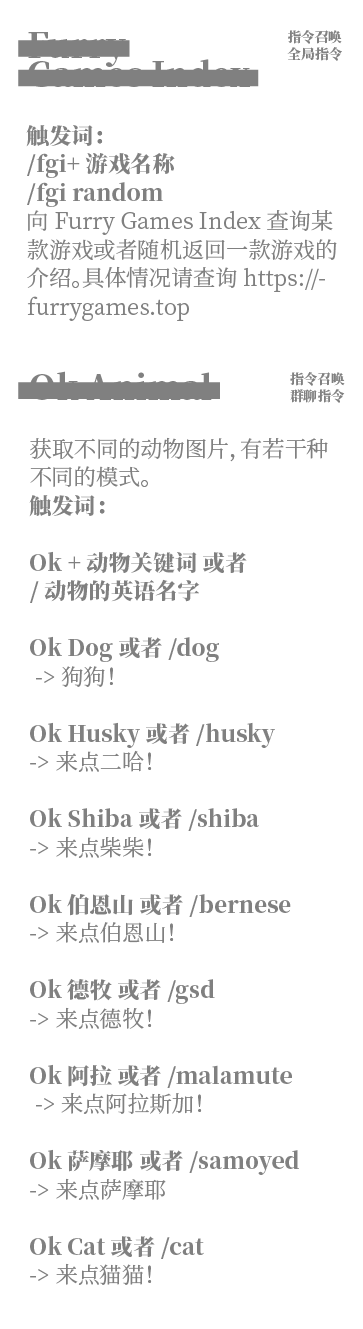 Furry
Games Index
指令召唤
全局指令
触发词：
/fgi+ 游戏名称
/fgi random
向 Furry Games Index 查询某
款游戏或者随机返回一款游戏的
介绍。具体情况请查询 https://-
furrygames.top
Ok Animal
指令召唤
群聊指令
获取不同的动物图片，有若干种
不同的模式。
触发词：
Ok + 动物关键词 或者
/ 动物的英语名字
Ok Dog 或者 /dog
-> 狗狗！
Ok Husky 或者 /husky
-> 来点二哈！
Ok Shiba 或者 /shiba
-> 来点柴柴！
Ok 伯恩山 或者 /bernese
-> 来点伯恩山！
Ok 德牧 或者 /gsd
-> 来点德牧！
Ok 阿拉 或者 /malamute
-> 来点阿拉斯加！
Ok 萨摩耶 或者 /samoyed
-> 来点萨摩耶
Ok Cat 或者 /cat
-> 来点猫猫！